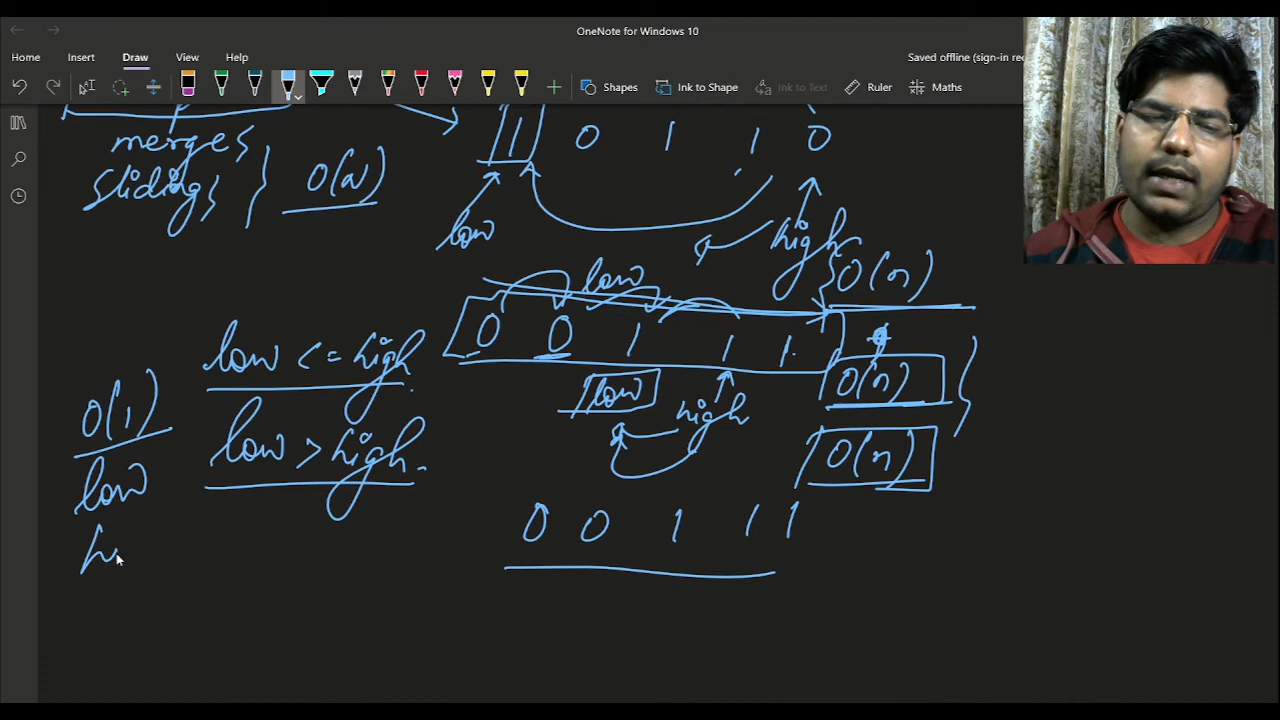 OneNote for Windows 10
Home Insert Draw View Help
Saved offline (sign-in rec
Shapes Ink to Shape Ink to Text Ruler Maths
merges
sliding
O(n)
1 0 1 1 0
low
high
O(n)
low
0 0 1 1 1
low <= high
low high
O(n)
O(1)
low > high
O(n)
low
0 0 1 1 1